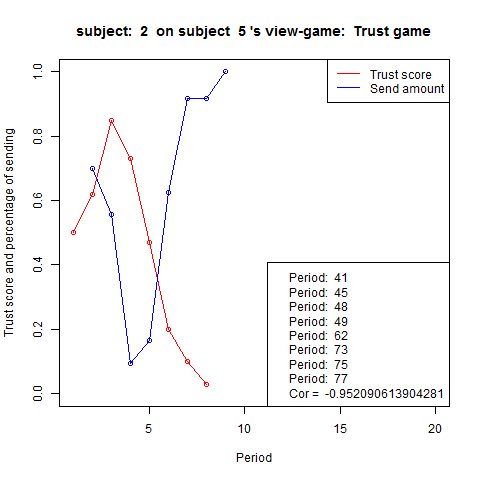 subject:  2  on subject  5 's view-game:  Trust game
Trust score
Send amount
Trust score and percentage of sending
0.0 0.2 0.4 0.6 0.8 1.0
Period:  41
Period:  45
Period:  48
Period:  49
Period:  62
Period:  73
Period:  75
Period:  77
Cor =  -0.952090613904281
5 10 15 20
Period